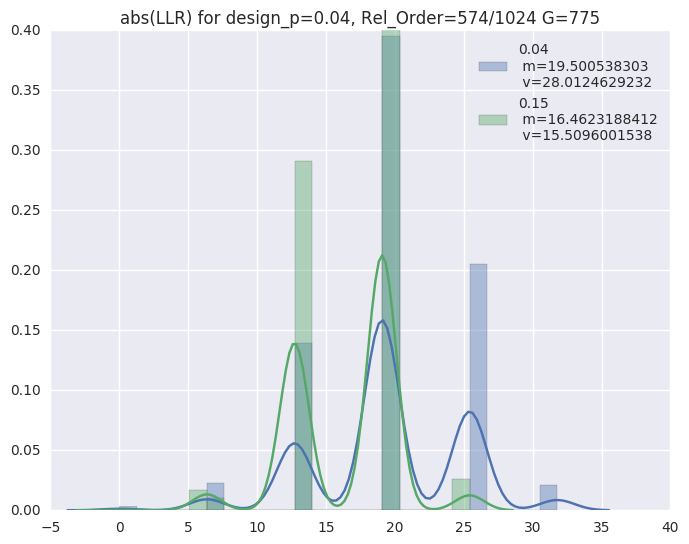 abs(LLR) for design_p=0.04, Rel_Order=574/1024 G=775
0.40
0.35
0.30
0.25
0.20
0.15
0.10
0.05
0.00
0.04
m=19.500538303
v=28.0124629232
0.15
m=16.4623188412
v=15.5096001538
−5 0 5 10 15 20 25 30 35 40